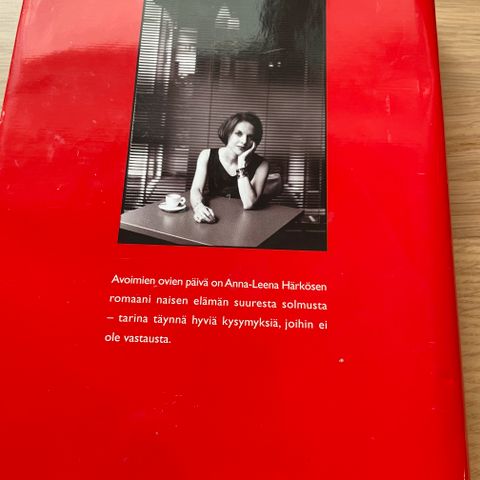 Avoimien ovien päivä on Anna-Leena Härkösen
romaani naisen elämän suuresta solmusta
– tarina täynnä hyviä kysymyksiä, joihin ei
ole vastausta.